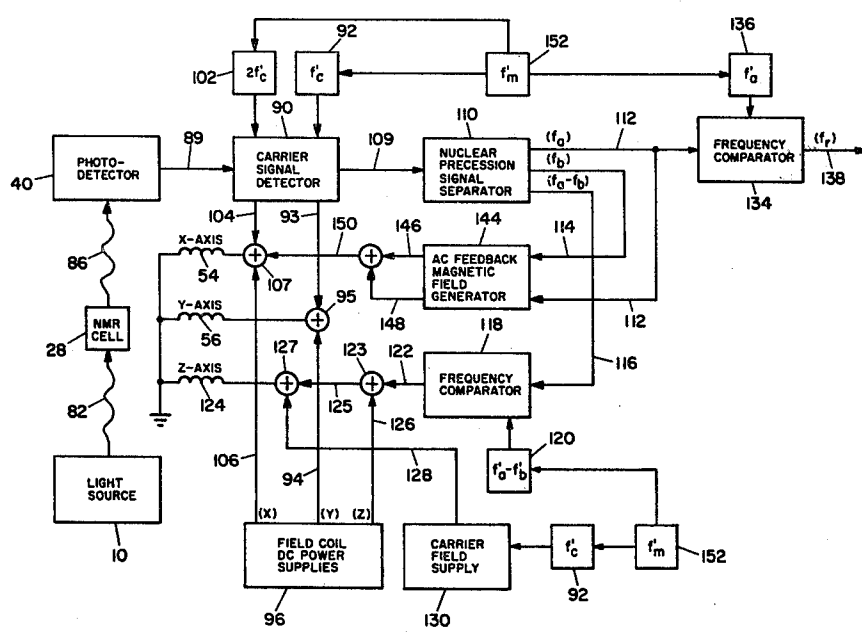 92
152
136
102
2f'c
f'c
f'm
f'a
90
110
(fa)
112
89
109
(fb)
(fr)
PHOTO-
DETECTOR
CARRIER
SIGNAL
DETECTOR
NUCLEAR
PRECESSION
SIGNAL
SEPARATOR
(fa-fb)
FREQUENCY
COMPARATOR
138
40
134
104
93
150
146
144
114
86
X-AXIS
54
107
AC FEEDBACK
MAGNETIC
FIELD
GENERATOR
95
148
112
Y-AXIS
56
NMR
CELL
28
118
127
123
122
116
Z-AXIS
124
FREQUENCY
COMPARATOR
82
125
126
120
106
94
128
f'a-f'b
LIGHT
SOURCE
(X)
(Y)
(Z)
10
FIELD COIL
DC POWER
SUPPLIES
CARRIER
FIELD
SUPPLY
f'c
f'm
152
96
130
92